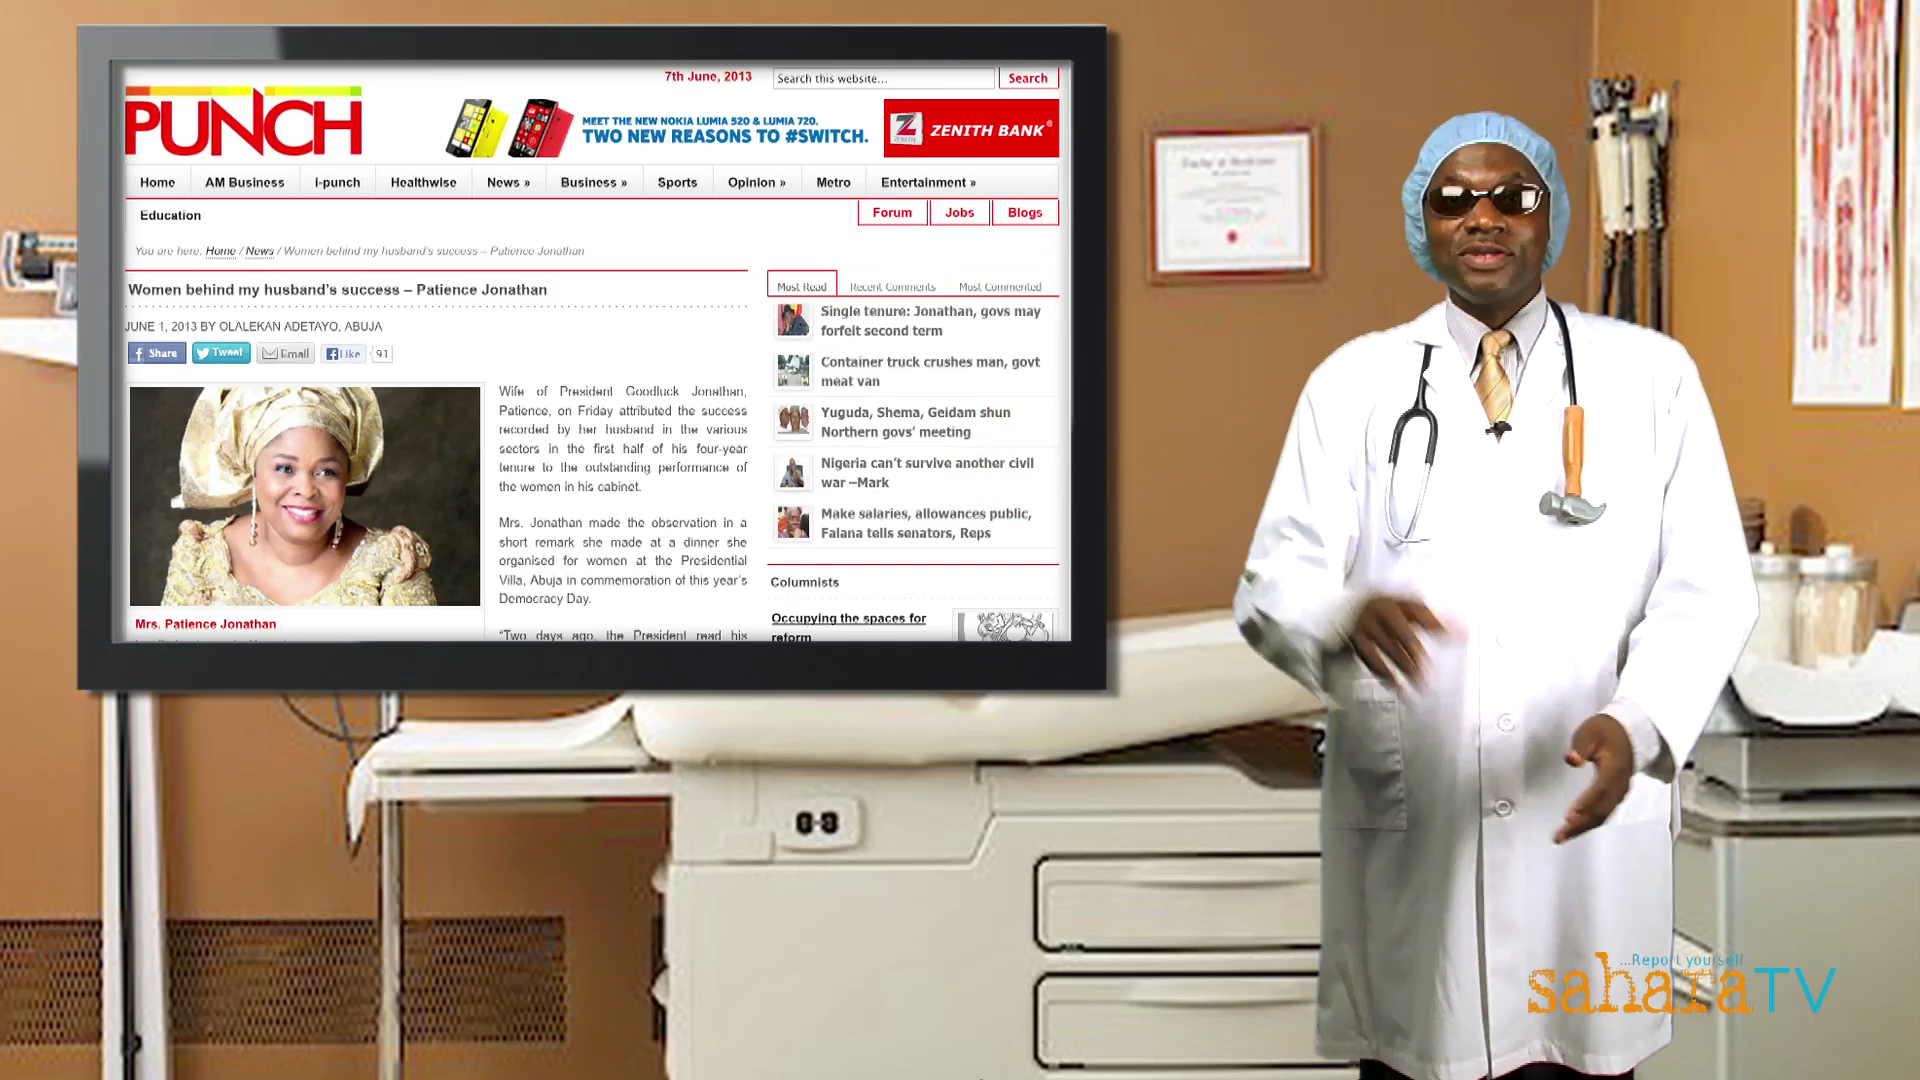 7th June, 2013
Search this website...
Search
PUNCH
MEET THE NEW NOKIA LUMIA 520 & LUMIA 720.
TWO NEW REASONS TO #SWITCH.
ZENITH
ZENITH BANK®
Home
AM Business
i-punch
Healthwise
News »
Business »
Sports
Opinion »
Metro
Entertainment »
Education
Forum
Jobs
Blogs
You are here: Home / News / Women behind my husband's success – Patience Jonathan
Women behind my husband's success – Patience Jonathan
JUNE 1, 2013 BY OLALEKAN ADETAYO, ABUJA
Share
Tweet
Email
Like
91
Wife of President Goodluck Jonathan,
Patience, on Friday attributed the success
recorded by her husband in the various
sectors in the first half of his four-year
tenure to the outstanding performance of
the women in his cabinet.
Mrs. Jonathan made the observation in a
short remark she made at a dinner she
organised for women at the Presidential
Villa, Abuja in commemoration of this year's
Democracy Day.
"Two days ago, the President read his
Mrs. Patience Jonathan
Most Read
Recent Comments
Most Commented
Single tenure: Jonathan, govs may
forfeit second term
Container truck crushes man, govt
meat van
Yuguda, Shema, Geidam shun
Northern govs' meeting
Nigeria can't survive another civil
war –Mark
Make salaries, allowances public,
Falana tells senators, Reps
Columnists
Occupying the spaces for
reform
...Report yourself
saharaTV